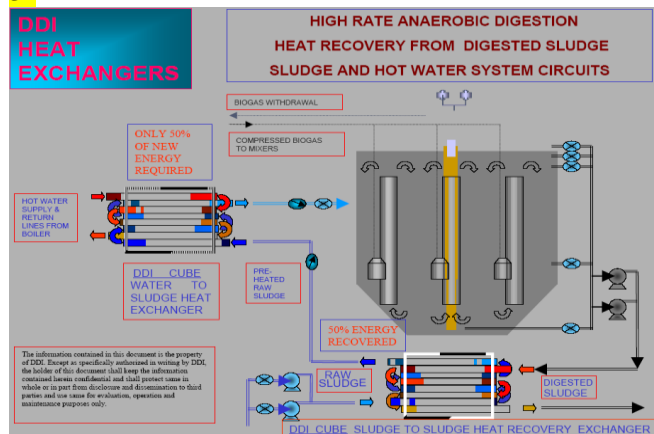 DDI
HEAT
EXCHANGERS
HIGH RATE ANAEROBIC DIGESTION
HEAT RECOVERY FROM DIGESTED SLUDGE
SLUDGE AND HOT WATER SYSTEM CIRCUITS
BIOGAS WITHDRAWAL
COMPRESSED BIOGAS
TO MIXERS
ONLY 50%
OF NEW
ENERGY
REQUIRED
HOT WATER
SUPPLY &
RETURN
LINES FROM
BOILER
DDI CUBE
WATER TO
SLUDGE HEAT
EXCHANGER
PRE-
HEATED
RAW
SLUDGE
50% ENERGY
RECOVERED
The information contained in this document is the property
of DDI. Except as specifically authorized in writing by DDI,
the holder of this document shall keep the information
contained herein confidential and shall protect same in
whole or in part from disclosure and dissemination to third
parties and use same for evaluation, operation and
maintenance purposes only.
RAW
SLUDGE
DIGESTED
SLUDGE
DDI CUBE SLUDGE TO SLUDGE HEAT RECOVERY EXCHANGER